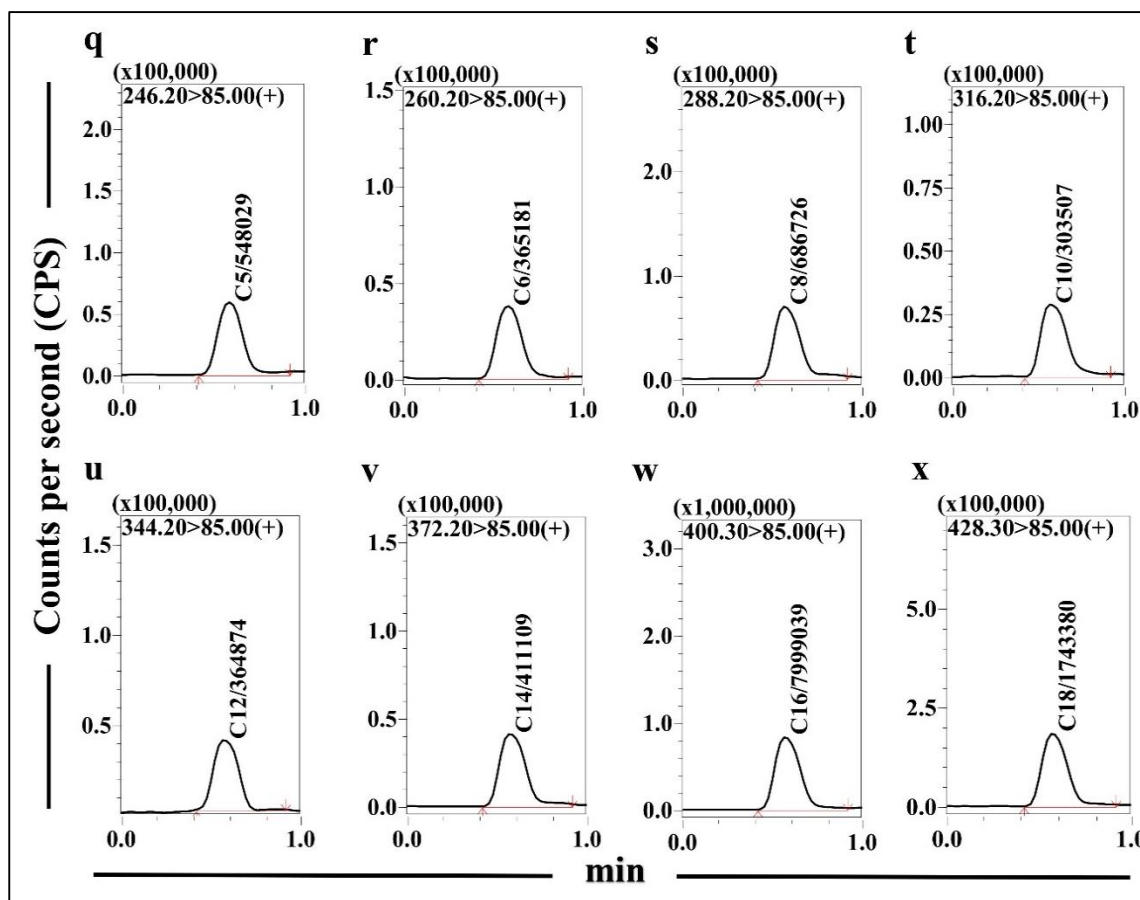 Counts per second (CPS)
q
(x100,000)
246.20>85.00(+)
2.0
1.5
1.0
0.5
0.0
C5/548029
0.0
1.0
r
(x100,000)
260.20>85.00(+)
1.5
1.0
0.5
0.0
C6/365181
0.0
1.0
s
(x100,000)
288.20>85.00(+)
2.0
1.0
0.0
C8/686726
0.0
1.0
t
(x100,000)
316.20>85.00(+)
1.00
0.75
0.50
0.25
0.00
C10/303507
0.0
1.0
u
(x100,000)
344.20>85.00(+)
1.5
1.0
0.5
C12/364874
0.0
1.0
v
(x100,000)
372.20>85.00(+)
1.5
1.0
0.5
0.0
C14/411109
0.0
1.0
w
(x1,000,000)
400.30>85.00(+)
3.0
2.0
1.0
0.0
C16/7999039
0.0
1.0
x
(x100,000)
428.30>85.00(+)
5.0
2.5
0.0
C18/1743380
0.0
1.0
min